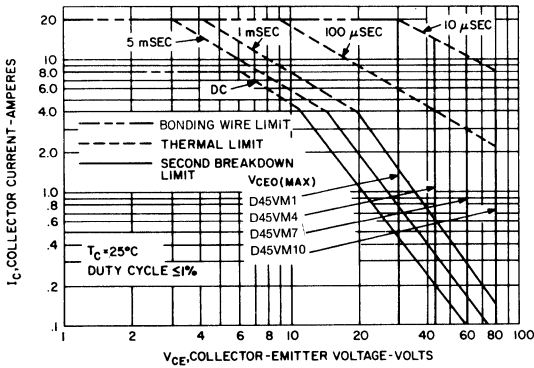 20
10
8.0
6.0
4.0
2.0
1.0
.8
.6
.4
.2
.1
I_C, COLLECTOR CURRENT-AMPERES
5 mSEC
1 mSEC
100 µSEC
10 µSEC
DC
BONDING WIRE LIMIT
THERMAL LIMIT
SECOND BREAKDOWN
LIMIT
VCEO(MAX)
D45VM1
D45VM4
D45VM7
D45VM10
T_C=25°C
DUTY CYCLE ≤1%
1
2
4
6
8
10
20
40
60
80
100
V_CE, COLLECTOR-EMITTER VOLTAGE-VOLTS